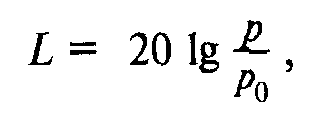 L = 20 lg p/p₀ ,